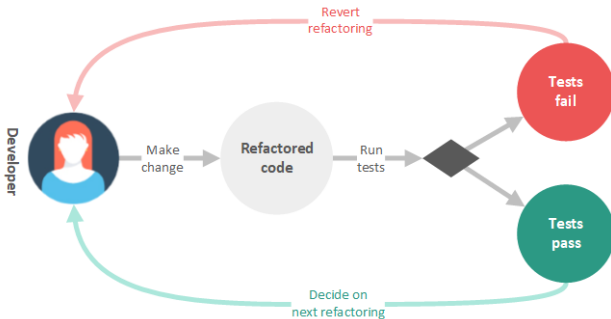 Revert
refactoring
Tests
fail
Developer
Make
change
Refactored
code
Run
tests
Tests
pass
Decide on
next refactoring